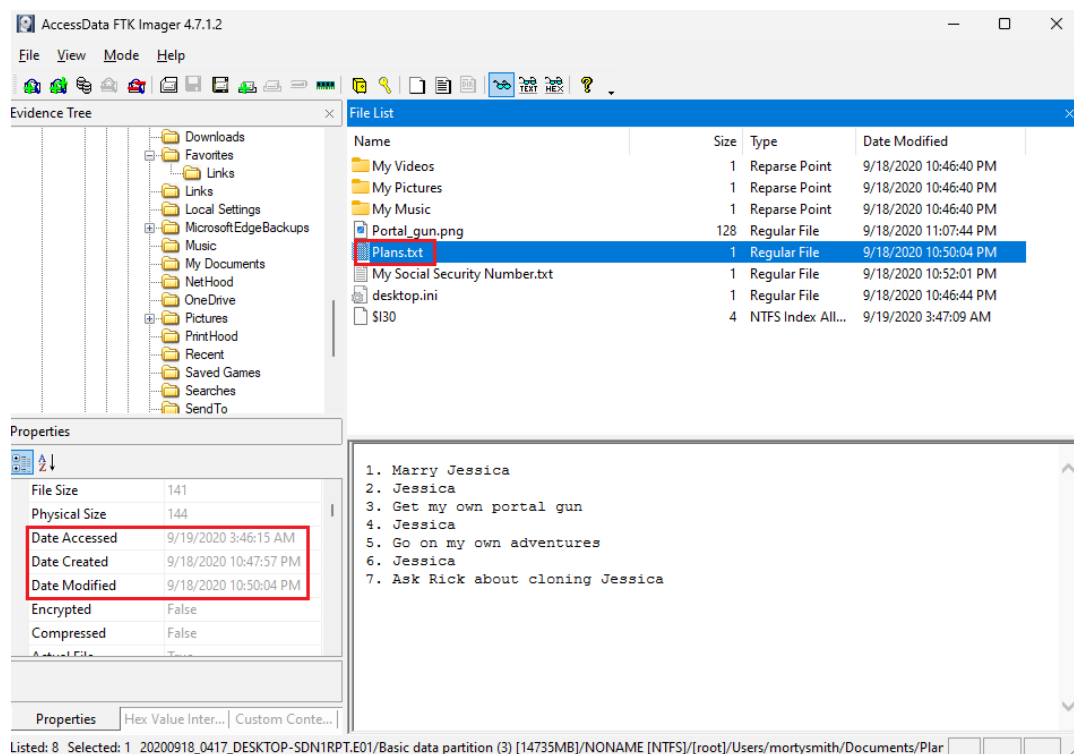 AccessData FTK Imager 4.7.1.2
File View Mode Help
TEXT HEX
Evidence Tree
Downloads
Favorites
Links
Links
Local Settings
MicrosoftEdgeBackups
Music
My Documents
NetHood
OneDrive
Pictures
PrintHood
Recent
Saved Games
Searches
SendTo
File List
Name Size Type Date Modified
My Videos 1 Reparse Point 9/18/2020 10:46:40 PM
My Pictures 1 Reparse Point 9/18/2020 10:46:40 PM
My Music 1 Reparse Point 9/18/2020 10:46:40 PM
Portal_gun.png 128 Regular File 9/18/2020 11:07:44 PM
Plans.txt 1 Regular File 9/18/2020 10:50:04 PM
My Social Security Number.txt 1 Regular File 9/18/2020 10:52:01 PM
desktop.ini 1 Regular File 9/18/2020 10:46:44 PM
$I30 4 NTFS Index All... 9/19/2020 3:47:09 AM
Properties
File Size 141
Physical Size 144
Date Accessed 9/19/2020 3:46:15 AM
Date Created 9/18/2020 10:47:57 PM
Date Modified 9/18/2020 10:50:04 PM
Encrypted False
Compressed False
Actual File True
Properties Hex Value Inter... Custom Conte...
1. Marry Jessica
2. Jessica
3. Get my own portal gun
4. Jessica
5. Go on my own adventures
6. Jessica
7. Ask Rick about cloning Jessica
Listed: 8 Selected: 1 20200918_0417_DESKTOP-SDN1RPT.E01/Basic data partition (3) [14735MB]/NONAME [NTFS]/[root]/Users/mortysmith/Documents/Plar